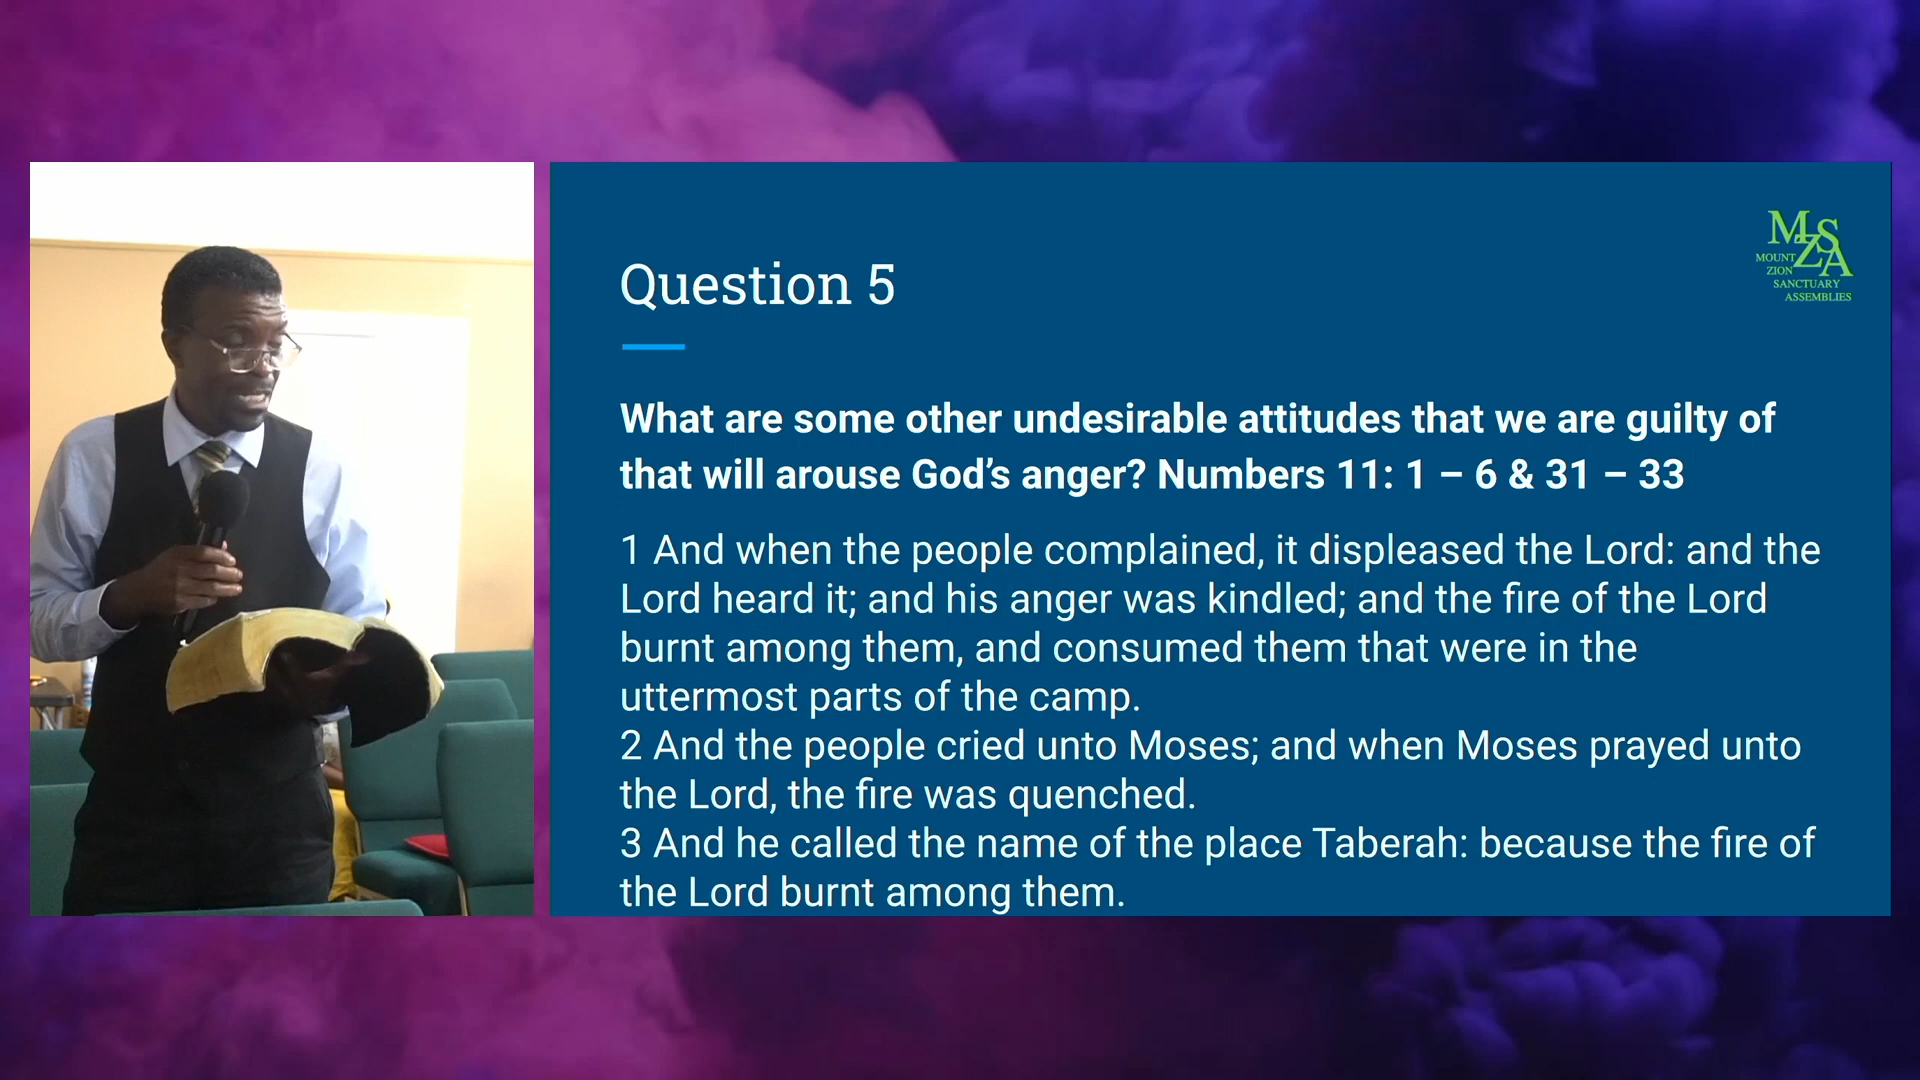 Question 5
MZSA
MOUNT
ZION
SANCTUARY
ASSEMBLIES
What are some other undesirable attitudes that we are guilty of
that will arouse God’s anger? Numbers 11: 1 – 6 & 31 – 33
1 And when the people complained, it displeased the Lord: and the
Lord heard it; and his anger was kindled; and the fire of the Lord
burnt among them, and consumed them that were in the
uttermost parts of the camp.
2 And the people cried unto Moses; and when Moses prayed unto
the Lord, the fire was quenched.
3 And he called the name of the place Taberah: because the fire of
the Lord burnt among them.